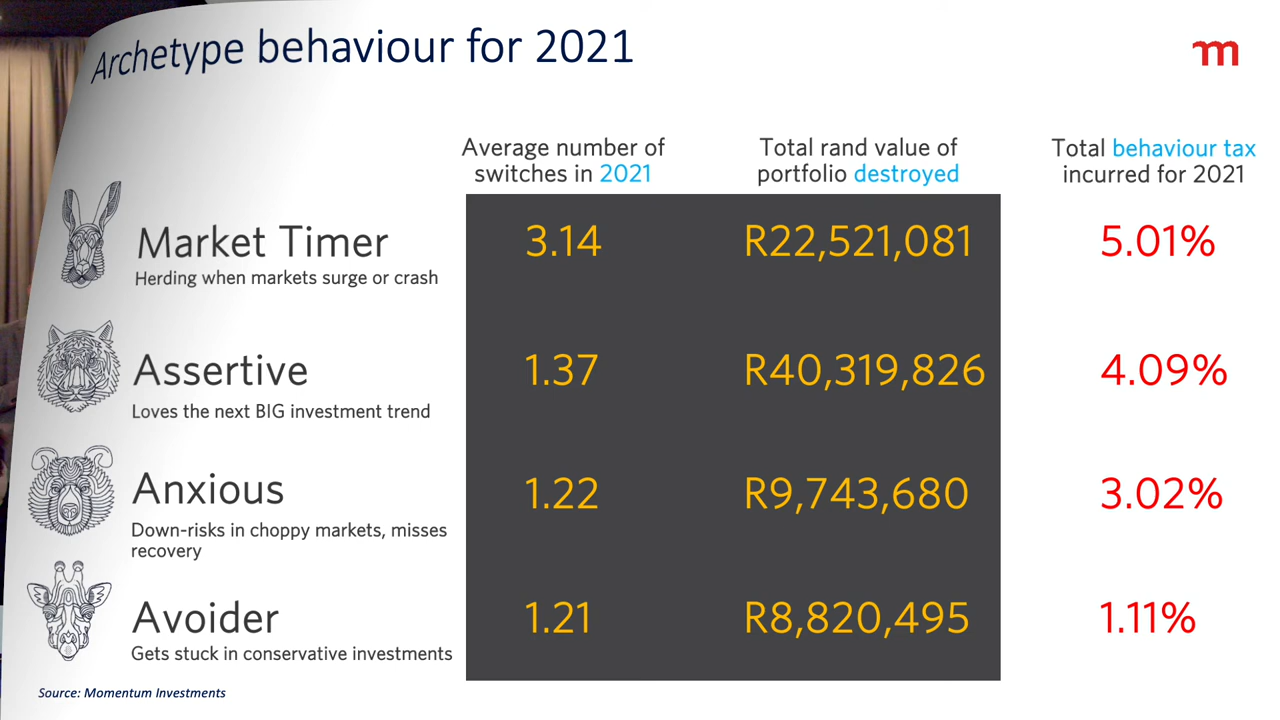 Archetype behaviour for 2021
m
Average number of
switches in 2021
Total rand value of
portfolio destroyed
Total behaviour tax
incurred for 2021
Market Timer
Herding when markets surge or crash
3.14
R22,521,081
5.01%
Assertive
Loves the next BIG investment trend
1.37
R40,319,826
4.09%
Anxious
Down-risks in choppy markets, misses
recovery
1.22
R9,743,680
3.02%
Avoider
Gets stuck in conservative investments
1.21
R8,820,495
1.11%
Source: Momentum Investments